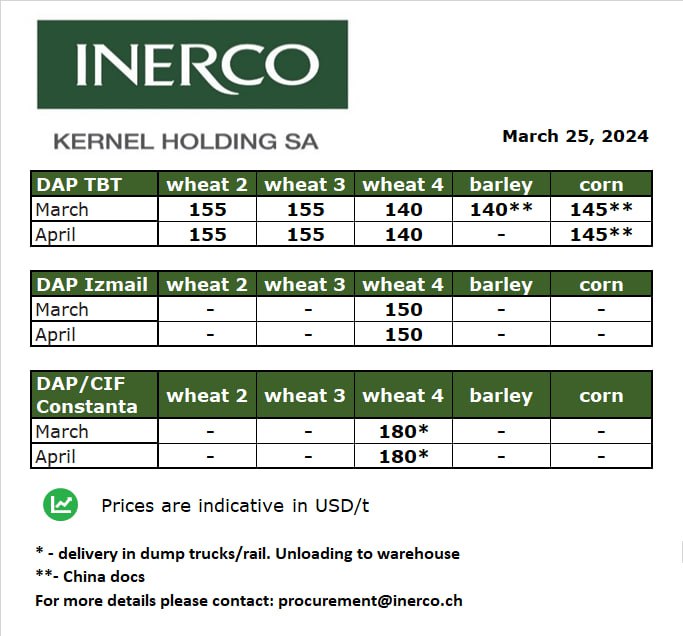 INERCO
KERNEL HOLDING SA
March 25, 2024
DAP TBT wheat 2 wheat 3 wheat 4 barley corn
March 155 155 140 140** 145**
April 155 155 140 - 145**
DAP Izmail wheat 2 wheat 3 wheat 4 barley corn
March - - 150 - -
April - - 150 - -
DAP/CIF
Constanta wheat 2 wheat 3 wheat 4 barley corn
March - - 180* - -
April - - 180* - -
Prices are indicative in USD/t
* - delivery in dump trucks/rail. Unloading to warehouse
**- China docs
For more details please contact: procurement@inerco.ch